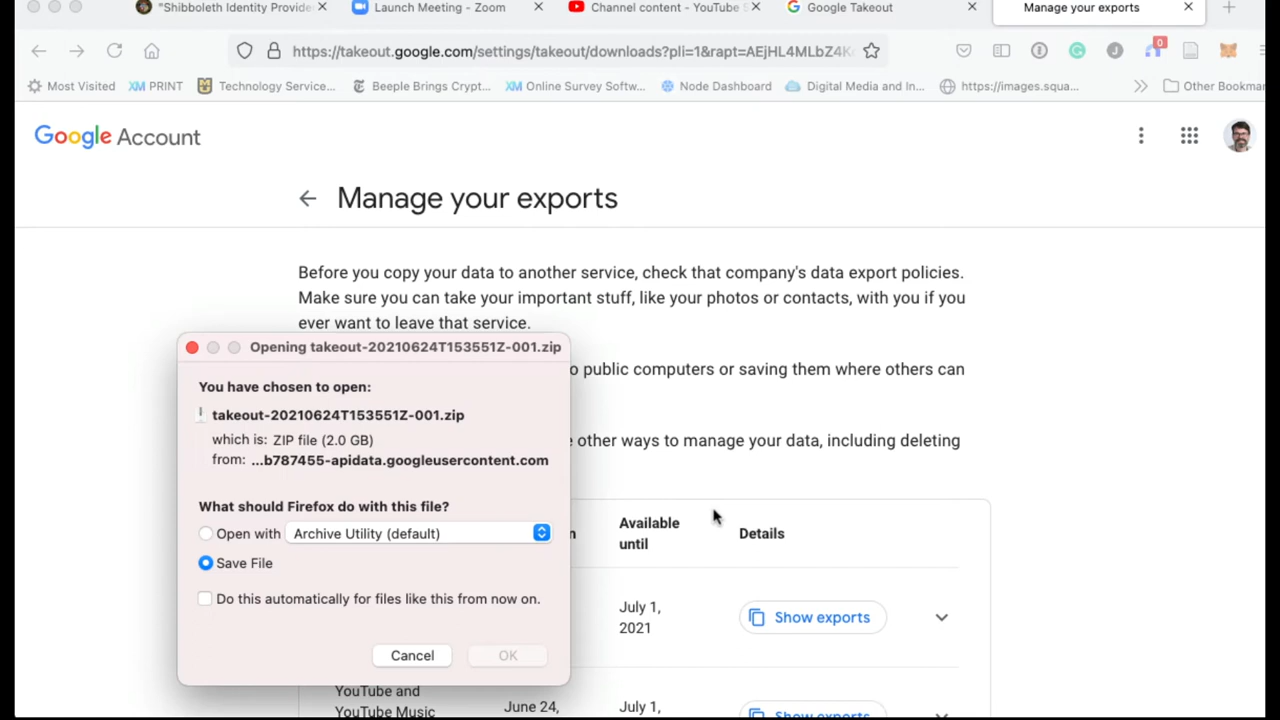 "Shibboleth Identity Provide
Launch Meeting - Zoom
Channel content - YouTube S
Google Takeout
Manage your exports
https://takeout.google.com/settings/takeout/downloads?pli=1&rapt=AEjHL4MLbZ4K
0
Most Visited
XM PRINT
Technology Service...
Beeple Brings Crypt...
XM Online Survey Softw...
Node Dashboard
Digital Media and In...
https://images.squa...
Other Bookmar
Google Account
Manage your exports
Before you copy your data to another service, check that company's data export policies.
Make sure you can take your important stuff, like your photos or contacts, with you if you
ever want to leave that service.
o public computers or saving them where others can
e other ways to manage your data, including deleting
Opening takeout-20210624T153551Z-001.zip
You have chosen to open:
takeout-20210624T153551Z-001.zip
which is: ZIP file (2.0 GB)
from: ...b787455-apidata.googleusercontent.com
What should Firefox do with this file?
Open with Archive Utility (default)
Save File
Do this automatically for files like this from now on.
Cancel
OK
n
Available
until
Details
July 1,
2021
Show exports
YouTube and
YouTube Music
June 24,
July 1,
Show exports